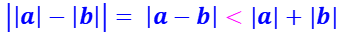 ||a| − |b|| = |a − b| < |a| + |b|